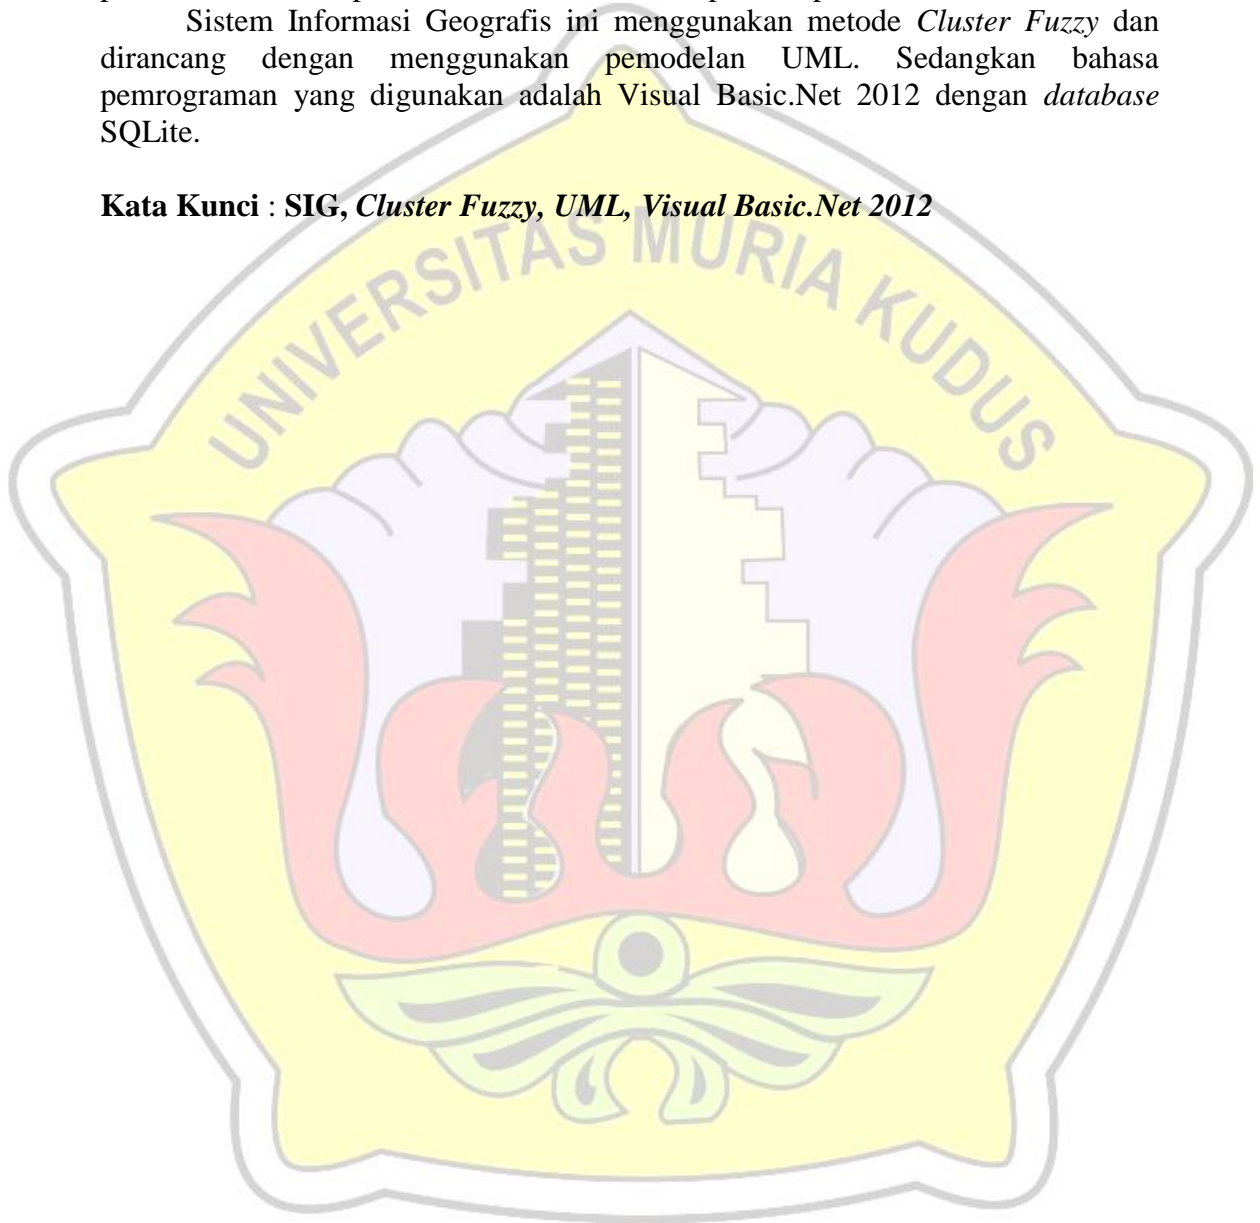 Sistem Informasi Geografis ini menggunakan metode Cluster Fuzzy dan
dirancang dengan menggunakan pemodelan UML. Sedangkan bahasa
pemrograman yang digunakan adalah Visual Basic.Net 2012 dengan database
SQLite.
Kata Kunci : SIG, Cluster Fuzzy, UML, Visual Basic.Net 2012
UNIVERSITAS MURIA KUDUS